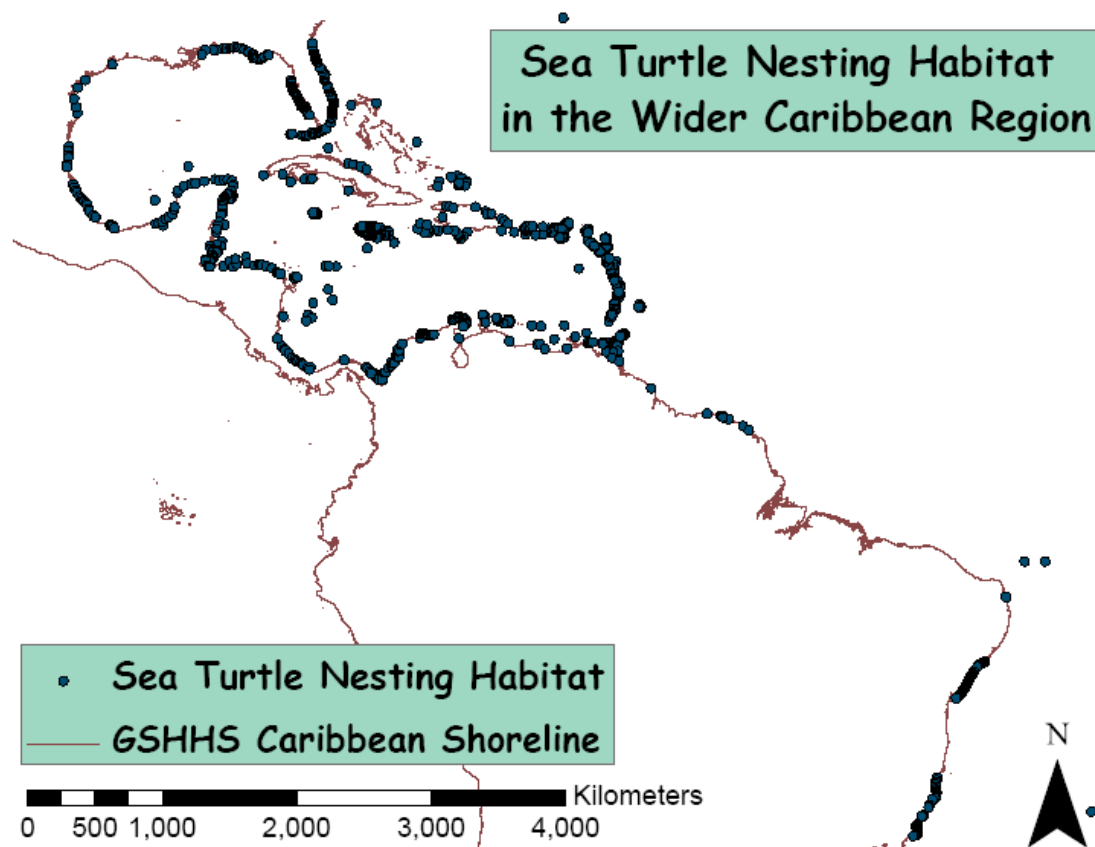 Sea Turtle Nesting Habitat
in the Wider Caribbean Region
Sea Turtle Nesting Habitat
GSHHS Caribbean Shoreline
Kilometers
0 500 1,000 2,000 3,000 4,000
N